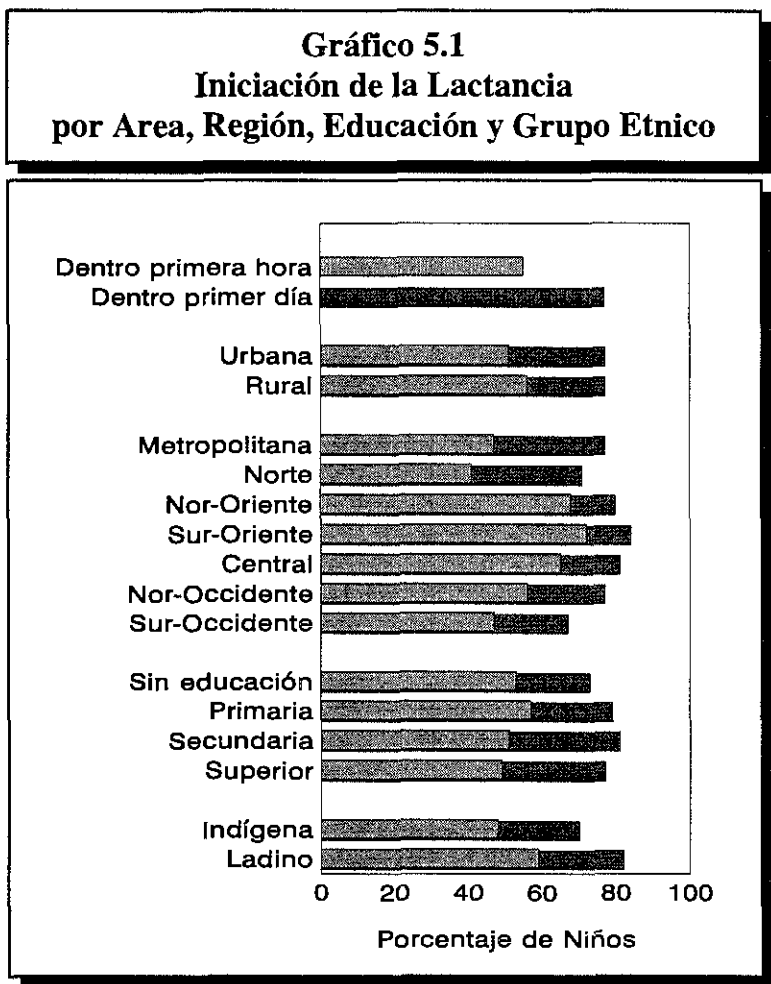 Gráfico 5.1
Iniciación de la Lactancia
por Area, Región, Educación y Grupo Etnico
Dentro primera hora
Dentro primer día
Urbana
Rural
Metropolitana
Norte
Nor-Oriente
Sur-Oriente
Central
Nor-Occidente
Sur-Occidente
Sin educación
Primaria
Secundaria
Superior
Indígena
Ladino
0 20 40 60 80 100
Porcentaje de Niños